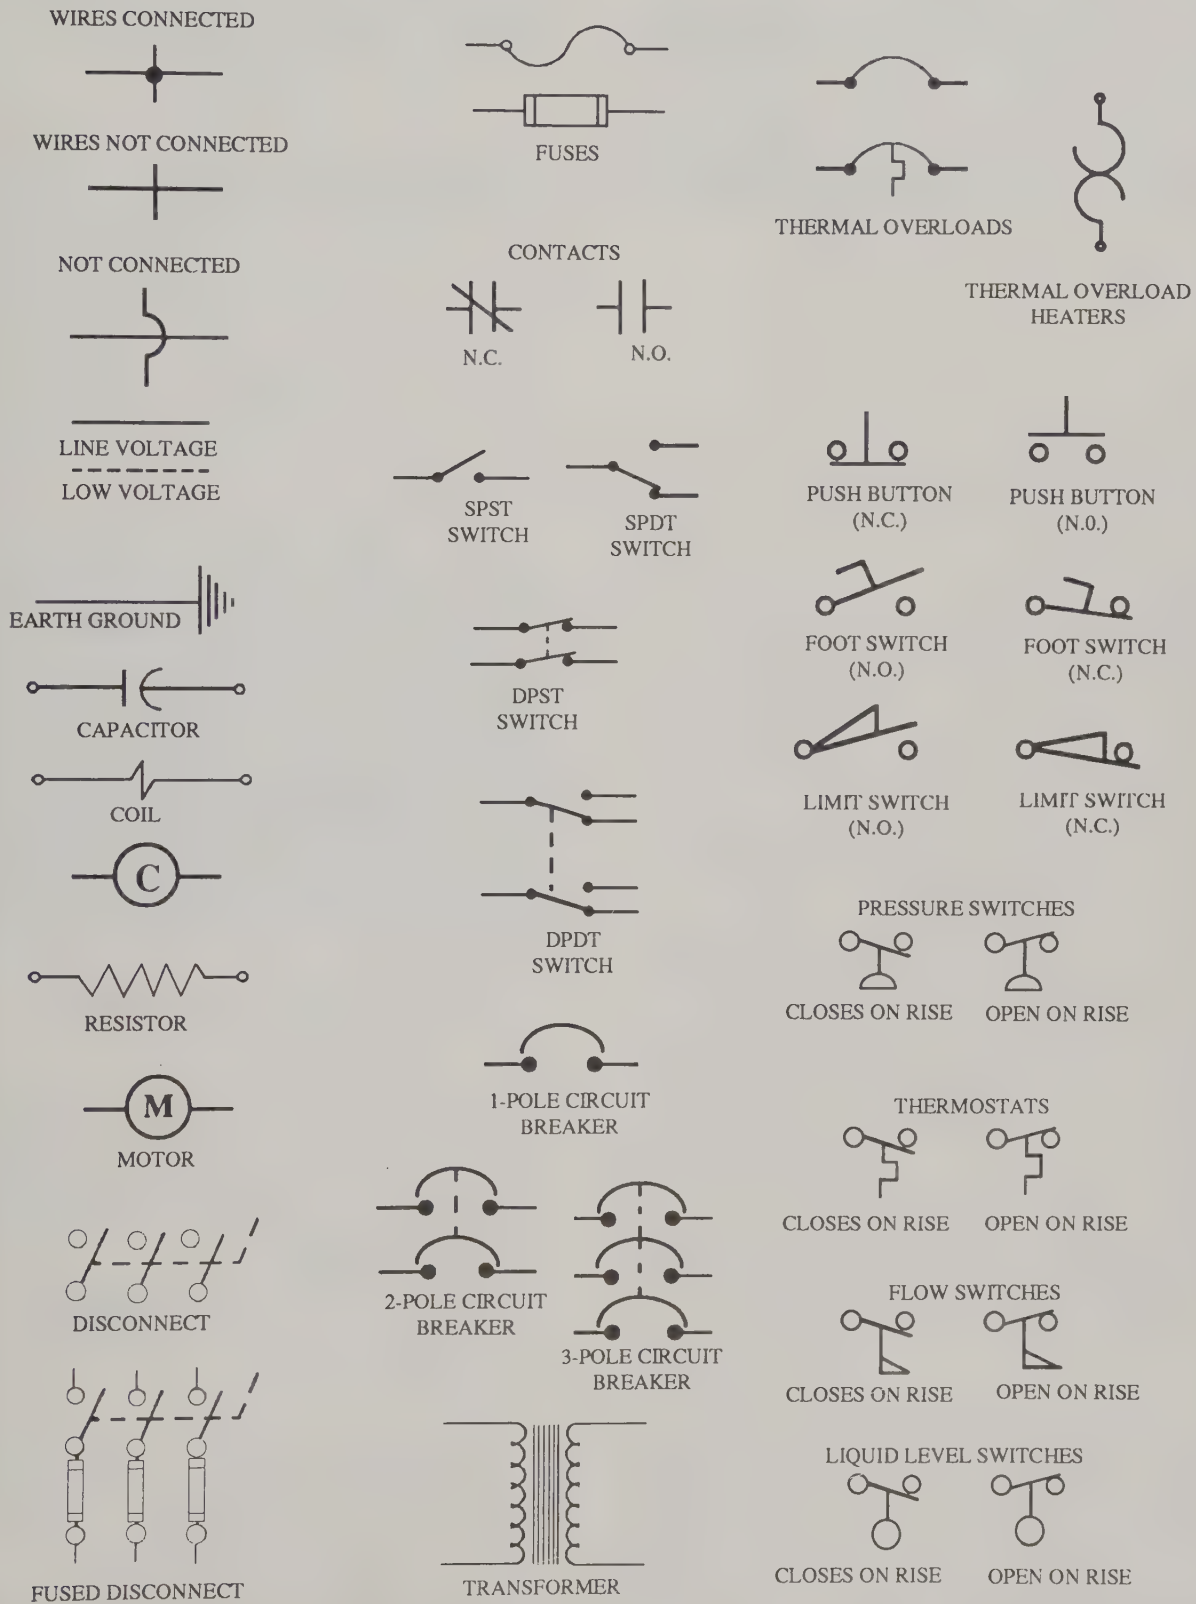 WIRES CONNECTED
WIRES NOT CONNECTED
NOT CONNECTED
LINE VOLTAGE
LOW VOLTAGE
EARTH GROUND
CAPACITOR
COIL
C
RESISTOR
M
MOTOR
DISCONNECT
FUSED DISCONNECT
FUSES
CONTACTS
N.C.
N.O.
SPST
SWITCH
SPDT
SWITCH
DPST
SWITCH
DPDT
SWITCH
1-POLE CIRCUIT
BREAKER
2-POLE CIRCUIT
BREAKER
3-POLE CIRCUIT
BREAKER
TRANSFORMER
THERMAL OVERLOADS
THERMAL OVERLOAD
HEATERS
PUSH BUTTON
(N.C.)
PUSH BUTTON
(N.0.)
FOOT SWITCH
(N.O.)
FOOT SWITCH
(N.C.)
LIMIT SWITCH
(N.O.)
LIMIT SWITCH
(N.C.)
PRESSURE SWITCHES
CLOSES ON RISE
OPEN ON RISE
THERMOSTATS
CLOSES ON RISE
OPEN ON RISE
FLOW SWITCHES
CLOSES ON RISE
OPEN ON RISE
LIQUID LEVEL SWITCHES
CLOSES ON RISE
OPEN ON RISE